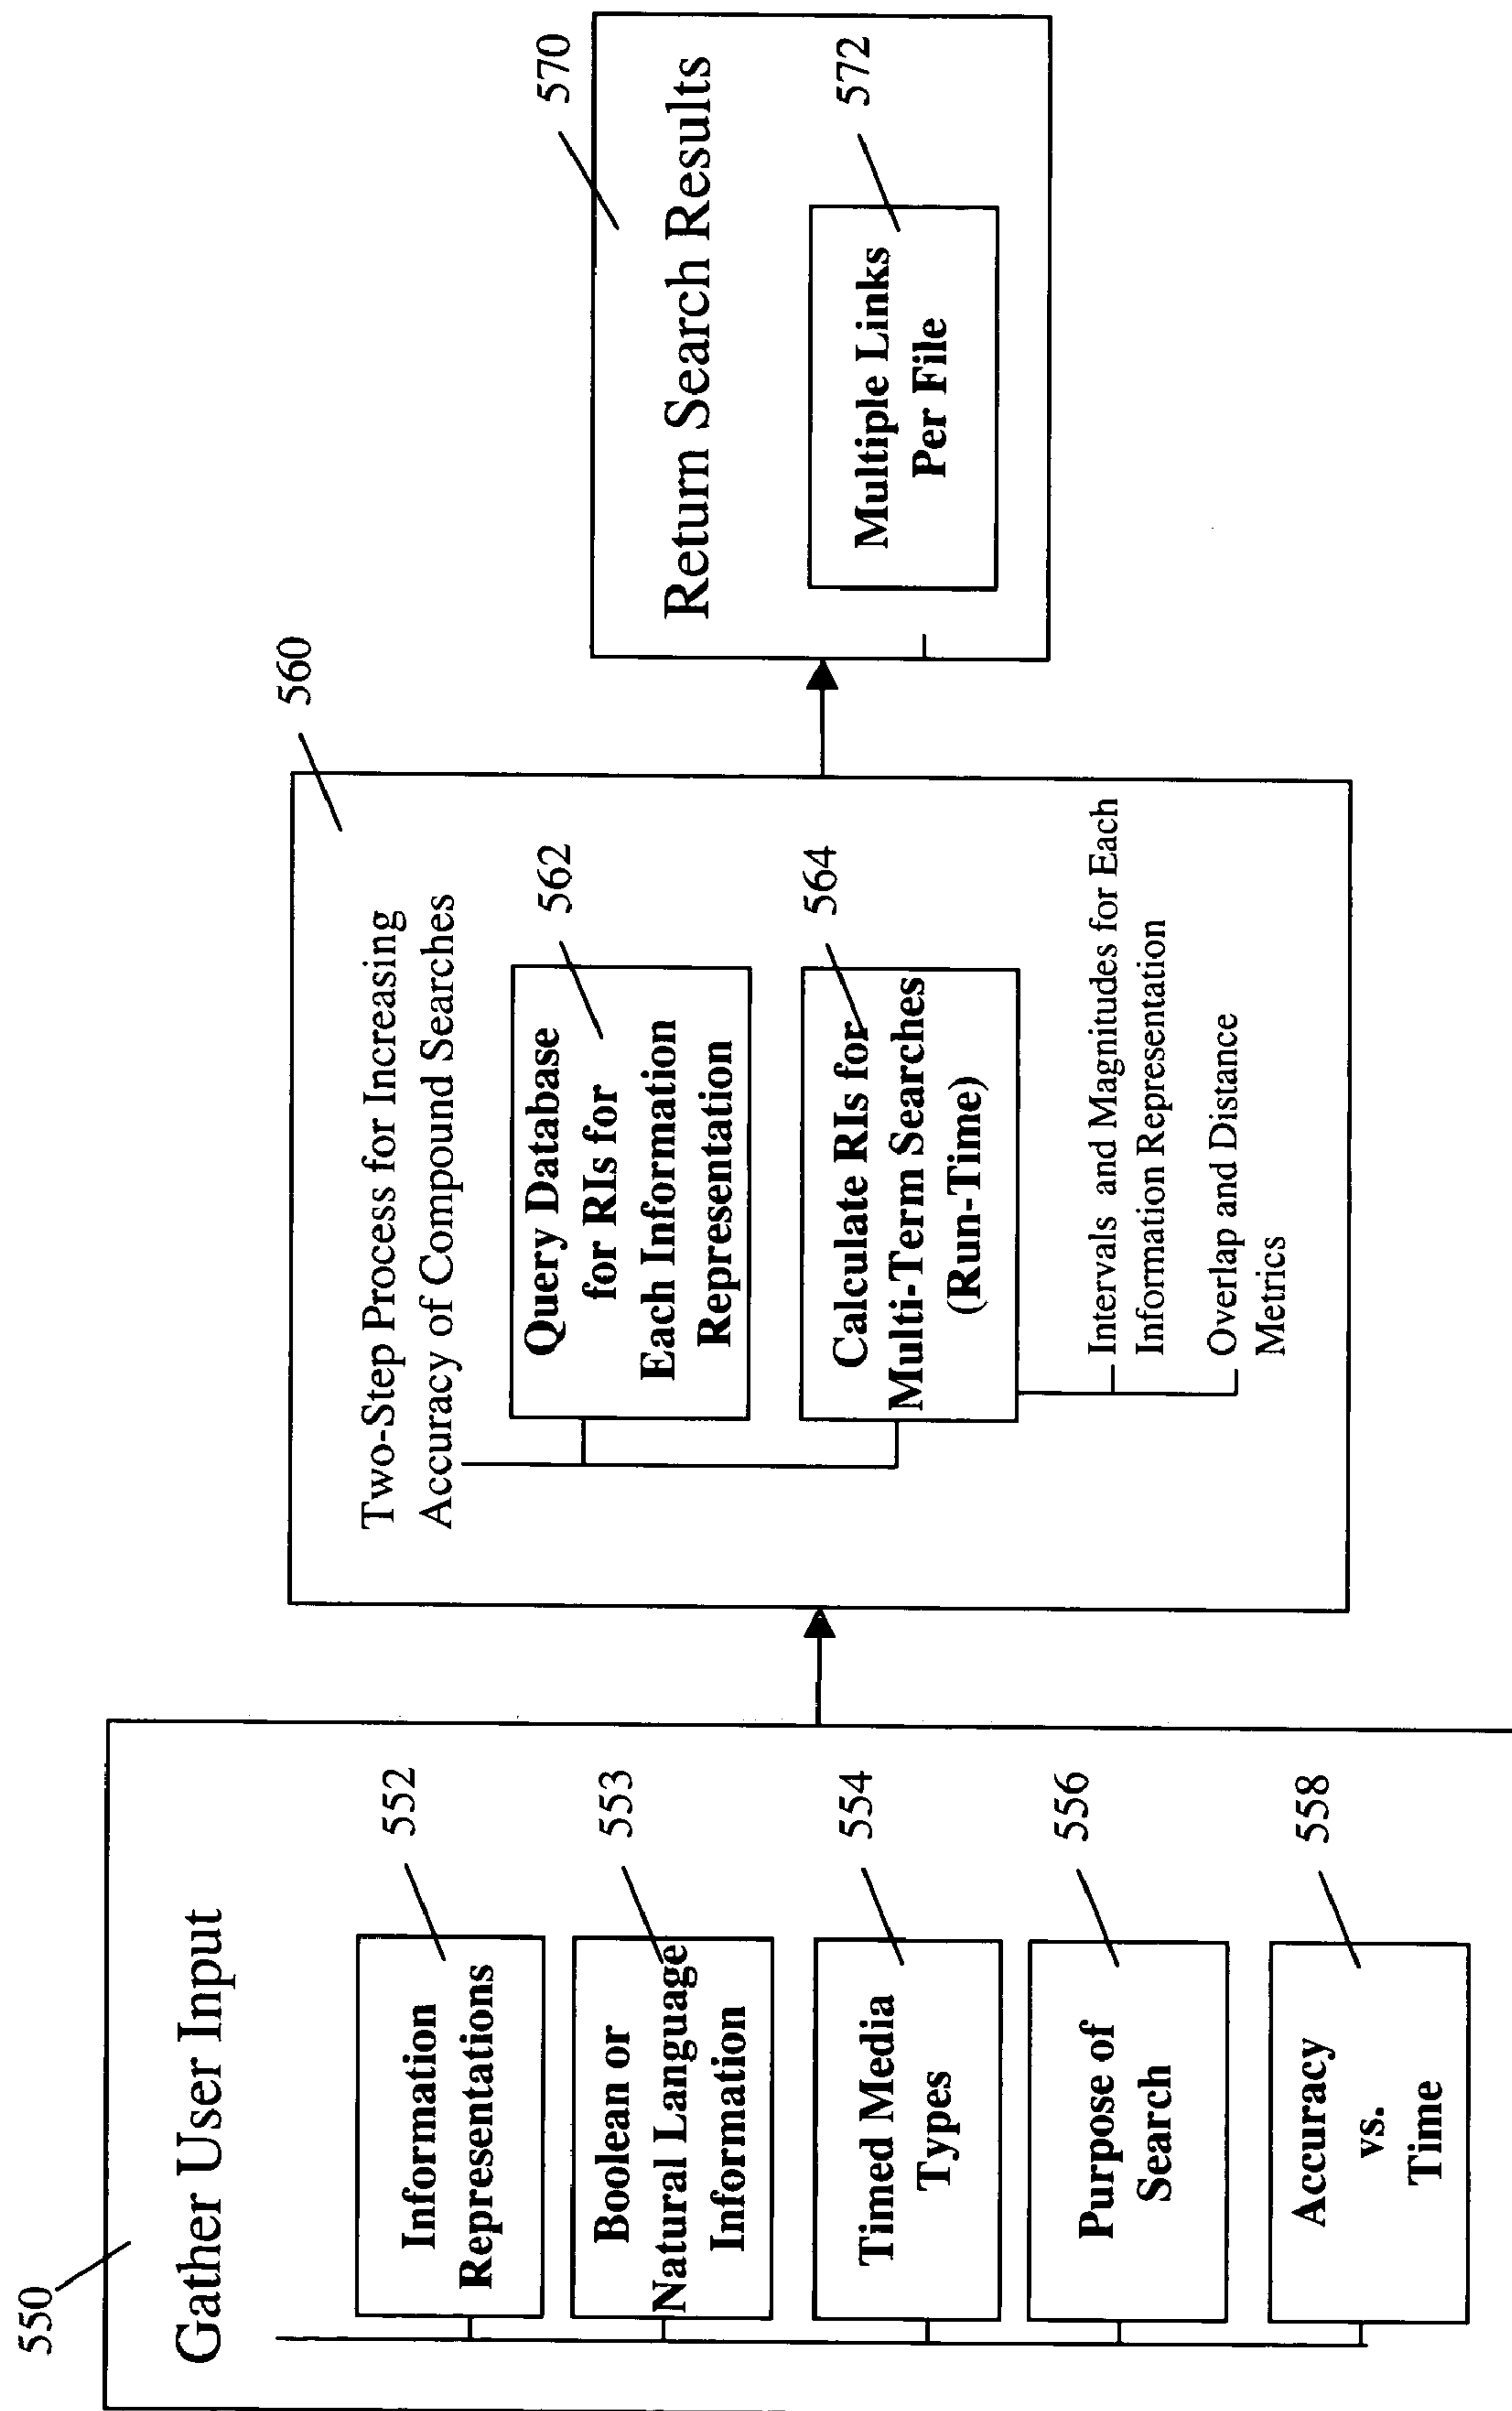 550
Gather User Input
552
Information
Representations
553
Boolean or
Natural Language
Information
554
Timed Media
Types
556
Purpose of
Search
558
Accuracy
vs.
Time
560
Two-Step Process for Increasing
Accuracy of Compound Searches
562
Query Database
for RIs for
Each Information
Representation
564
Calculate RIs for
Multi-Term Searches
(Run-Time)
Intervals and Magnitudes for Each
Information Representation
Overlap and Distance
Metrics
570
Return Search Results
572
Multiple Links
Per File